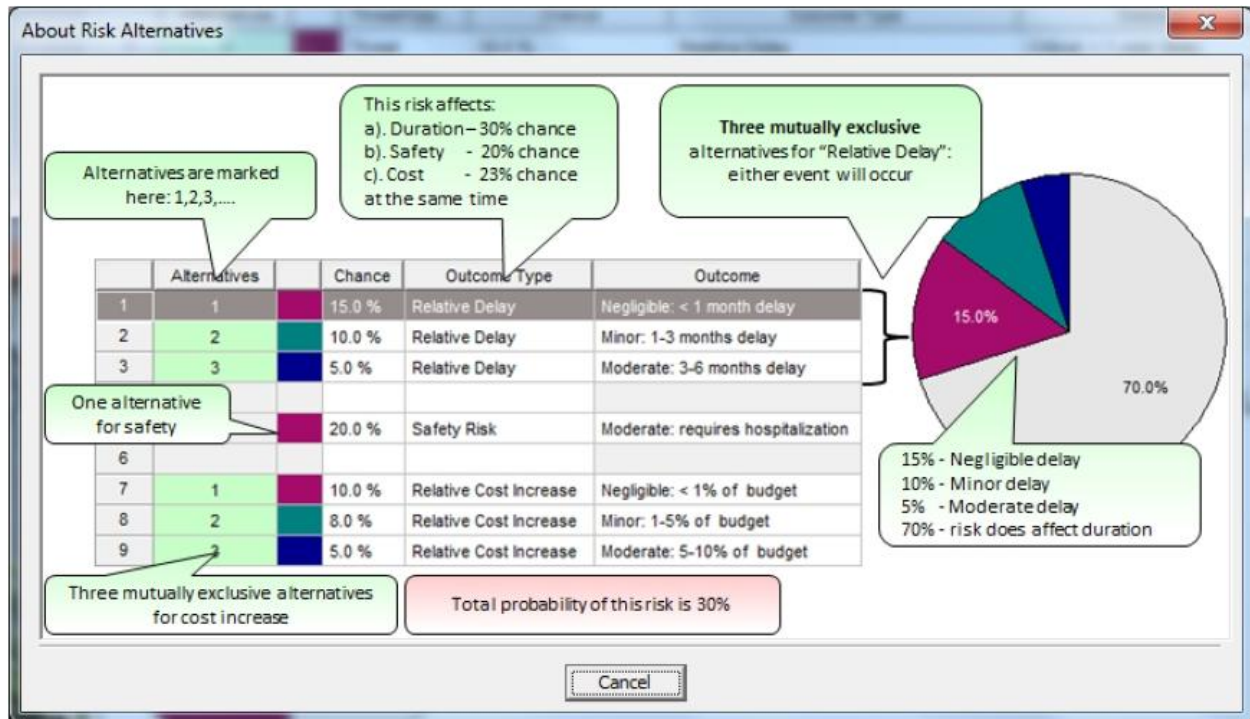 About Risk Alternatives
This risk affects:
a). Duration – 30% chance
b). Safety - 20% chance
c). Cost - 23% chance
at the same time
Three mutually exclusive
alternatives for “Relative Delay”:
either event will occur
Alternatives are marked
here: 1,2,3,....
Alternatives Chance Outcome Type Outcome
1 1 15.0 % Relative Delay Negligible: < 1 month delay
2 2 10.0 % Relative Delay Minor: 1-3 months delay
3 3 5.0 % Relative Delay Moderate: 3-6 months delay
One alternative
for safety
20.0 % Safety Risk Moderate: requires hospitalization
6
7 1 10.0 % Relative Cost Increase Negligible: < 1% of budget
8 2 8.0 % Relative Cost Increase Minor: 1-5% of budget
9 3 5.0 % Relative Cost Increase Moderate: 5-10% of budget
15.0%
70.0%
15% - Negligible delay
10% - Minor delay
5% - Moderate delay
70% - risk does affect duration
Three mutually exclusive alternatives
for cost increase
Total probability of this risk is 30%
Cancel